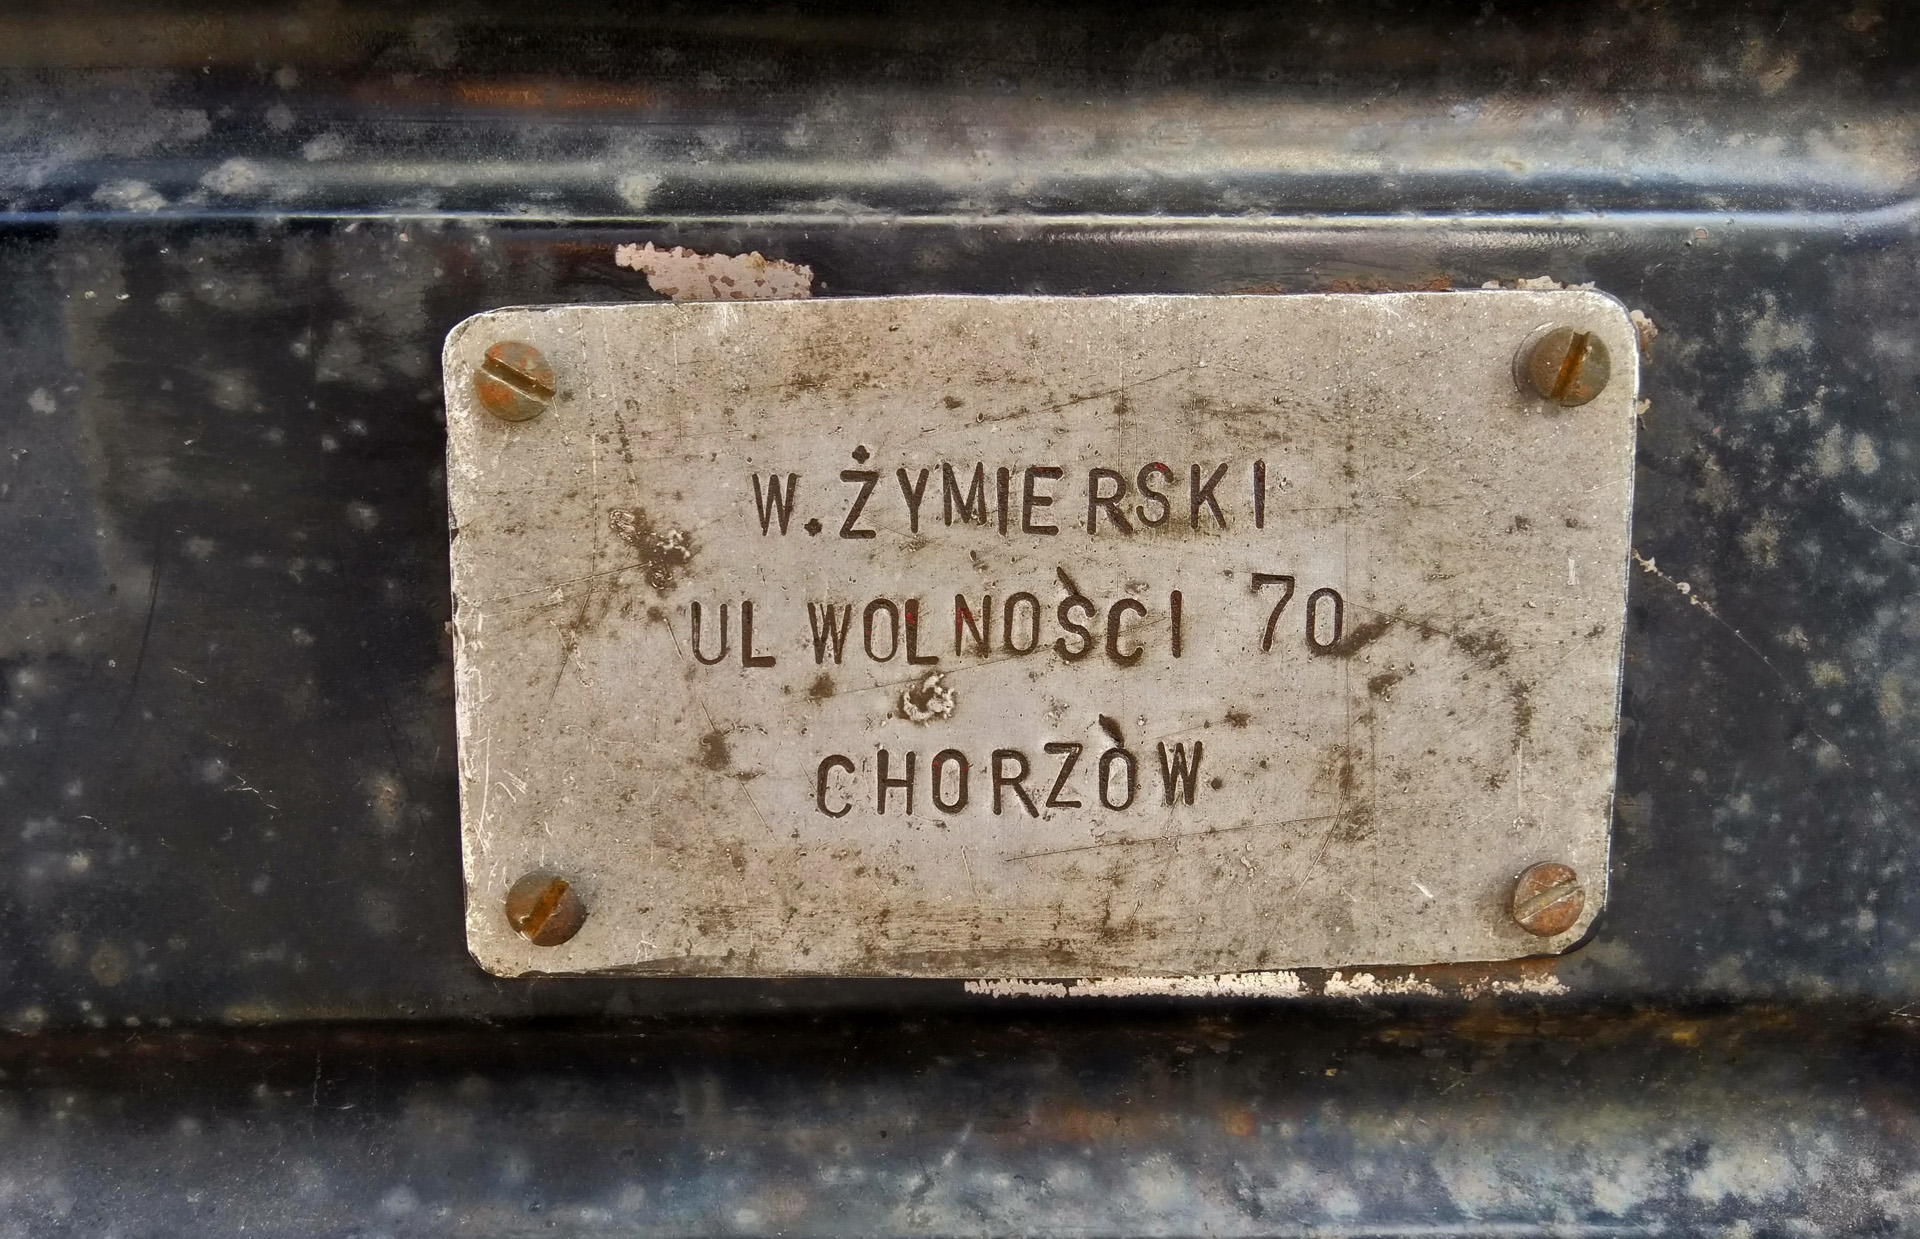 W. ŻYMIERSKI
UL WOLNOŚCI 70
CHORZÓW.